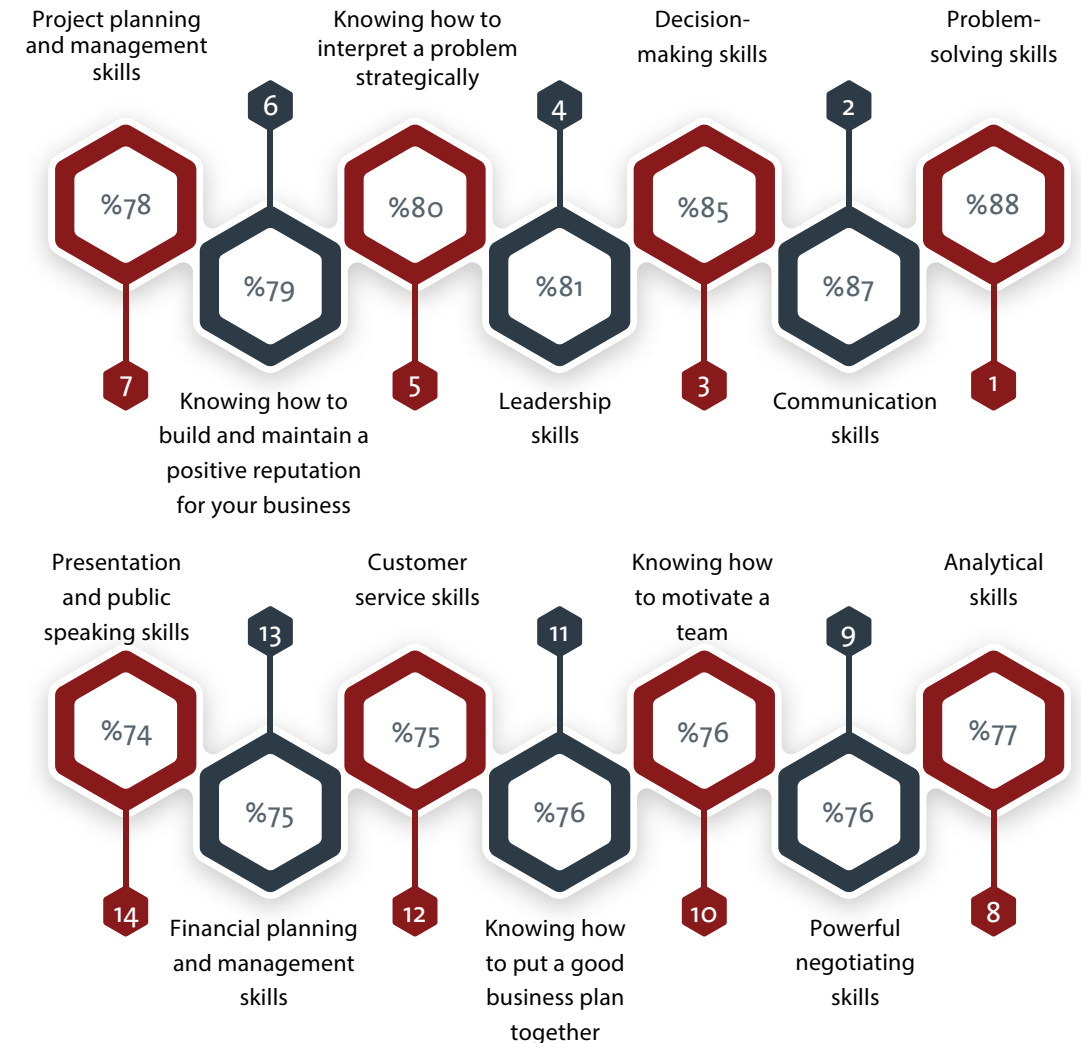 Project planning
and management
skills
Knowing how to
interpret a problem
strategically
Decision-
making skills
Problem-
solving skills
6
4
2
%78
%80
%85
%88
%79
%81
%87
7
5
3
1
Knowing how to
build and maintain a
positive reputation
for your business
Leadership
skills
Communication
skills
Presentation
and public
speaking skills
Customer
service skills
Knowing how
to motivate a
team
Analytical
skills
13
11
9
%74
%75
%76
%77
%75
%76
%76
14
12
10
8
Financial planning
and management
skills
Knowing how
to put a good
business plan
together
Powerful
negotiating
skills